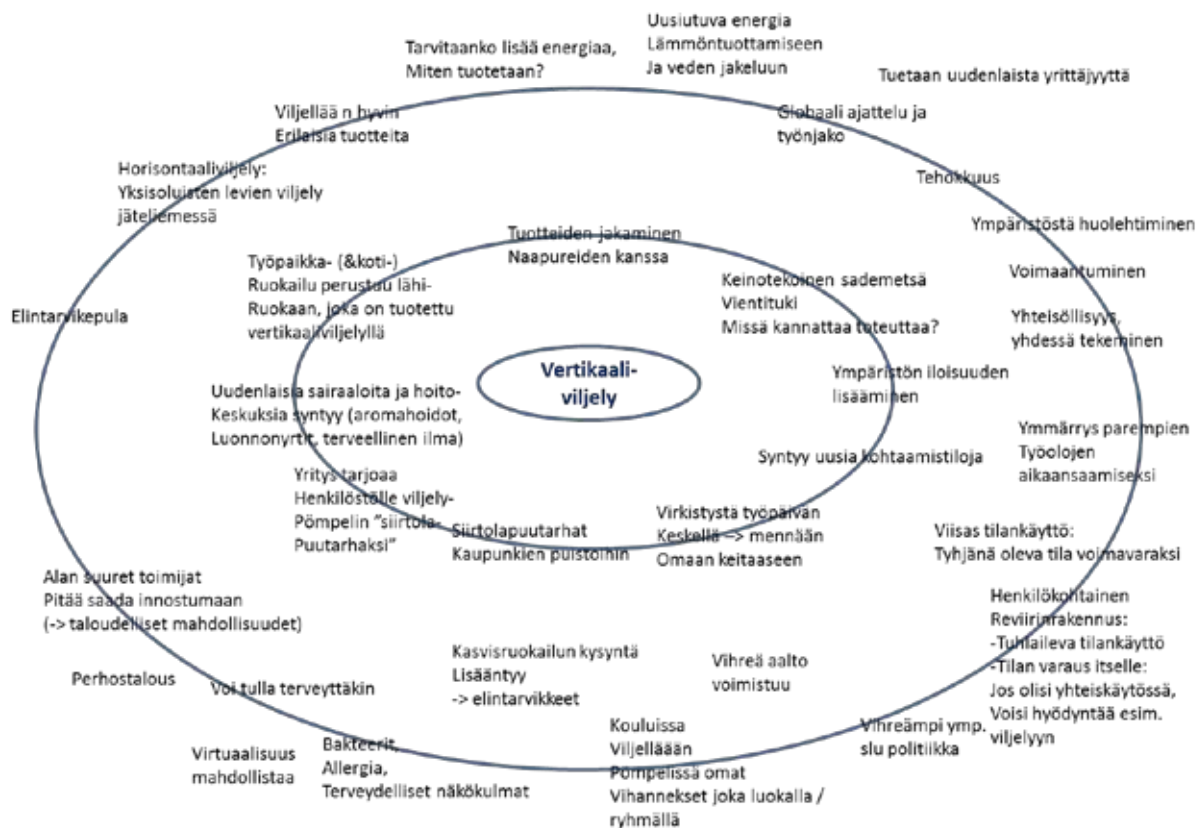 Uusiutuva energia
Lämmöntuottamiseen
Ja veden jakeluun
Tarvitaanko lisää energiaa,
Miten tuotetaan?
Tuetaan uudenlaista yrittäjyyttä
Viljellää n hyvin
Erilaisia tuotteita
Globaali ajattelu ja
työnjako
Horisontaaliviljely:
Yksisoluisten levien viljely
jäteliemessä
Tehokkuus
Ympäristöstä huolehtiminen
Tuotteiden jakaminen
Naapureiden kanssa
Työpaikka- (&koti-)
Ruokailu perustuu lähi-
Ruokaan, joka on tuotettu
vertikaaliviljelyllä
Keinotekoinen sademetsä
Vientituki
Missä kannattaa toteuttaa?
Voimaantuminen
Elintarvikepula
Yhteisöllisyys,
yhdessä tekeminen
Vertikaali-
viljely
Ympäristön iloisuuden
lisääminen
Uudenlaisia sairaaloita ja hoito-
Keskuksia syntyy (aromahoidot,
Luonnonyrtit, terveellinen ilma)
Ymmärrys parempien
Työolojen
aikaansaamiseksi
Syntyy uusia kohtaamistiloja
Yritys tarjoaa
Henkilöstölle viljely-
Pömpelin "siirtola-
Puutarhaksi"
Siirtolapuutarhat
Kaupunkien puistoihin
Virkistystä työpäivän
Keskellä –> mennään
Omaan keitaaseen
Viisas tilankäyttö:
Tyhjänä oleva tila voimavaraksi
Alan suuret toimijat
Pitää saada innostumaan
(-> taloudelliset mahdollisuudet)
Henkilökohtainen
Reviirinrakennus:
-Tuhlaileva tilankäyttö
-Tilan varaus itselle:
Jos olisi yhteiskäytössä,
Voisi hyödyntää esim.
viljelyyn
Perhostalous
Voi tulla terveyttäkin
Kasvisruokailun kysyntä
Lisääntyy
-> elintarvikkeet
Vihreä aalto
voimistuu
Virtuaalisuus
mahdollistaa
Bakteerit,
Allergia,
Terveydelliset näkökulmat
Kouluissa
Viljelläään
Pömpelissä omat
Vihannekset joka luokalla /
ryhmällä
Vihreämpi ymp.
slu politiikka